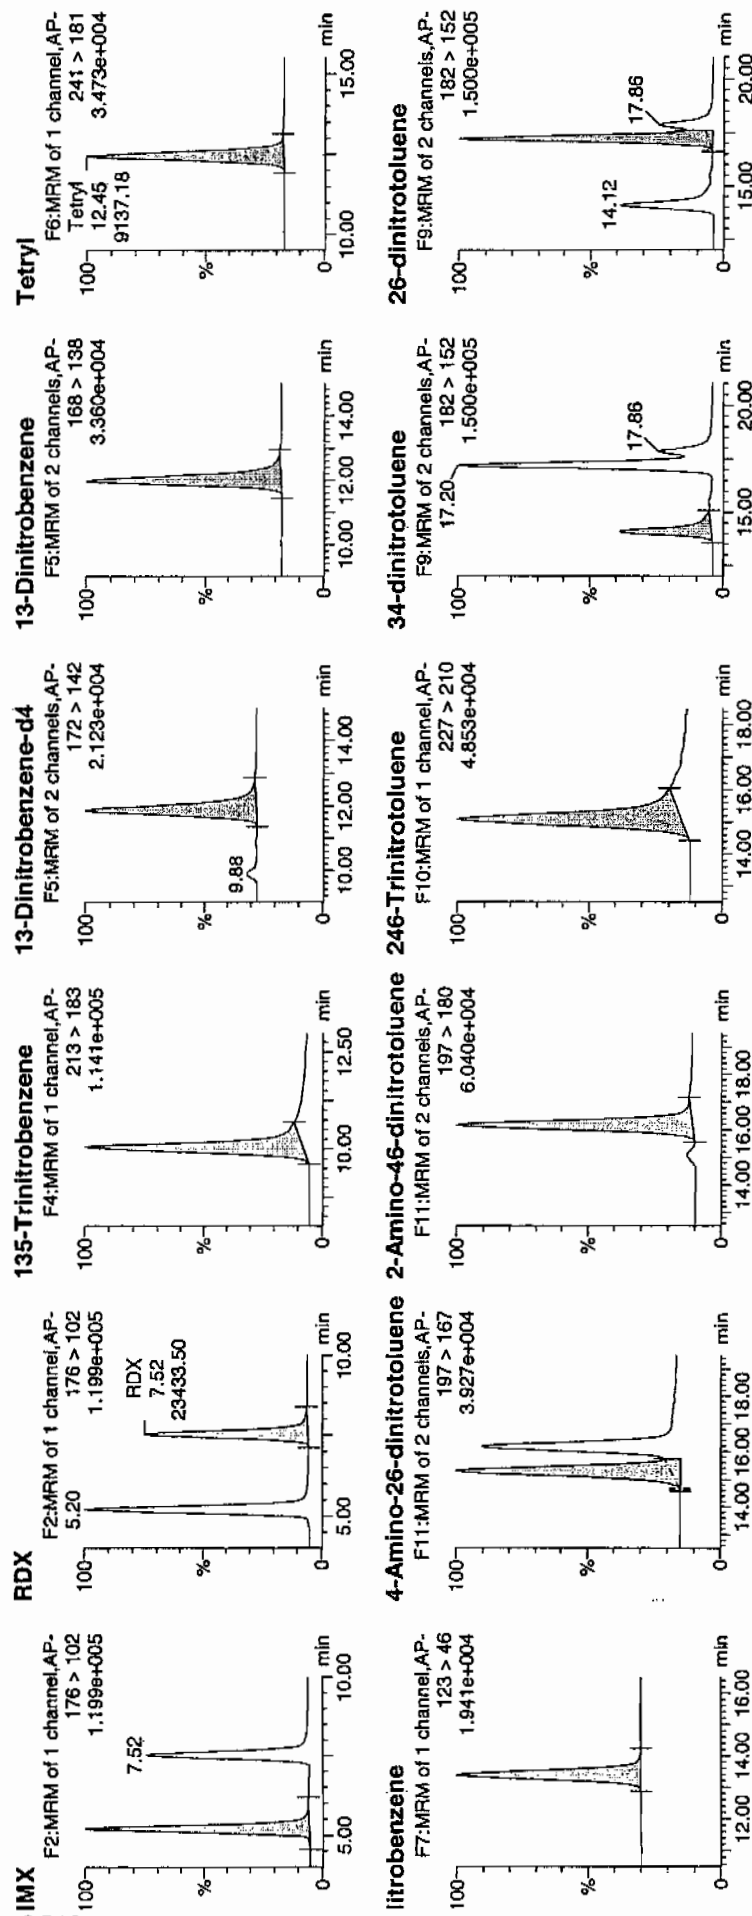 IMX
F2:MRM of 1 channel,AP-
176 > 102
1.199e+005
100
%
0
7.52
5.00
10.00
min
RDX
F2:MRM of 1 channel,AP-
176 > 102
1.199e+005
5.20
RDX
7.52
23433.50
100
%
0
5.00
10.00
min
135-Trinitrobenzene
F4:MRM of 1 channel,AP-
213 > 183
1.141e+005
100
%
0
10.00
12.50
min
13-Dinitrobenzene-d4
F5:MRM of 2 channels,AP-
172 > 142
2.123e+004
100
%
0
9.88
10.00
12.00
14.00
min
13-Dinitrobenzene
F5:MRM of 2 channels,AP-
168 > 138
3.360e+004
100
%
0
10.00
12.00
14.00
min
Tetryl
F6:MRM of 1 channel,AP-
241 > 181
3.473e+004
Tetryl
12.45
9137.18
100
%
0
10.00
15.00
min
litrobenzene
F7:MRM of 1 channel,AP-
123 > 46
1.941e+004
100
%
0
12.00
14.00
16.00
min
4-Amino-26-dinitrotoluene
F11:MRM of 2 channels,AP-
197 > 167
3.927e+004
100
%
0
14.00
16.00
18.00
min
2-Amino-46-dinitrotoluene
F11:MRM of 2 channels,AP-
197 > 180
6.040e+004
100
%
0
14.00
16.00
18.00
min
246-Trinitrotoluene
F10:MRM of 1 channel,AP-
227 > 210
4.853e+004
100
%
0
14.00
16.00
18.00
min
34-dinitrotoluene
F9:MRM of 2 channels,AP-
182 > 152
1.500e+005
17.20
17.86
100
%
0
15.00
20.00
min
26-dinitrotoluene
F9:MRM of 2 channels,AP-
182 > 152
1.500e+005
14.12
17.86
100
%
0
15.00
20.00
min